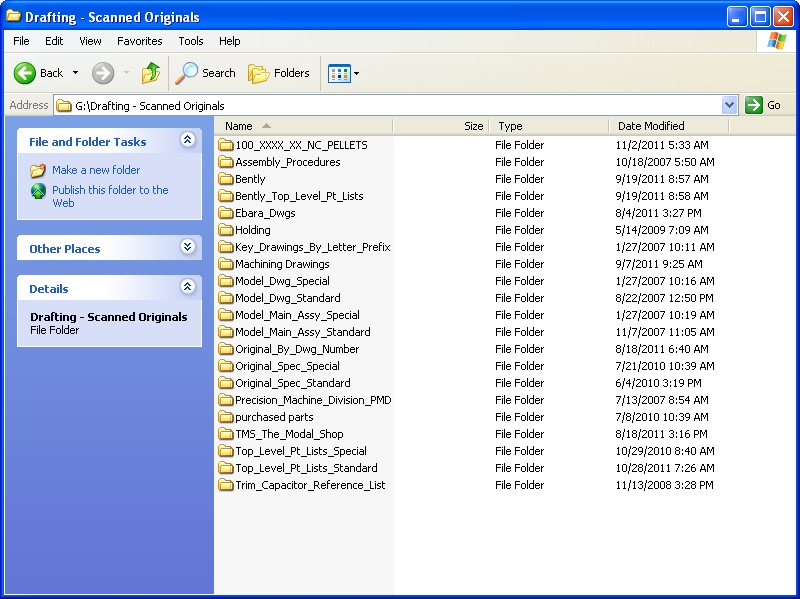 Drafting - Scanned Originals
File Edit View Favorites Tools Help
Back Search Folders
Address G:\Drafting - Scanned Originals Go
File and Folder Tasks
Make a new folder
Publish this folder to the
Web
Other Places
Details
Drafting - Scanned Originals
File Folder
Name Size Type Date Modified
100_XXXX_XX_NC_PELLETS File Folder 11/2/2011 5:33 AM
Assembly_Procedures File Folder 10/18/2007 5:50 AM
Bently File Folder 9/19/2011 8:57 AM
Bently_Top_Level_Pt_Lists File Folder 9/19/2011 8:58 AM
Ebara_Dwgs File Folder 8/4/2011 3:27 PM
Holding File Folder 5/14/2009 7:09 AM
Key_Drawings_By_Letter_Prefix File Folder 1/27/2007 10:11 AM
Machining Drawings File Folder 9/7/2011 9:25 AM
Model_Dwg_Special File Folder 1/27/2007 10:16 AM
Model_Dwg_Standard File Folder 8/22/2007 12:50 PM
Model_Main_Assy_Special File Folder 1/27/2007 10:19 AM
Model_Main_Assy_Standard File Folder 11/7/2007 11:05 AM
Original_By_Dwg_Number File Folder 8/18/2011 6:40 AM
Original_Spec_Special File Folder 7/21/2010 10:39 AM
Original_Spec_Standard File Folder 6/4/2010 3:19 PM
Precision_Machine_Division_PMD File Folder 7/13/2007 8:54 AM
purchased parts File Folder 7/8/2010 10:39 AM
TMS_The_Modal_Shop File Folder 8/18/2011 3:16 PM
Top_Level_Pt_Lists_Special File Folder 10/29/2010 8:40 AM
Top_Level_Pt_Lists_Standard File Folder 10/28/2011 7:26 AM
Trim_Capacitor_Reference_List File Folder 11/13/2008 3:28 PM